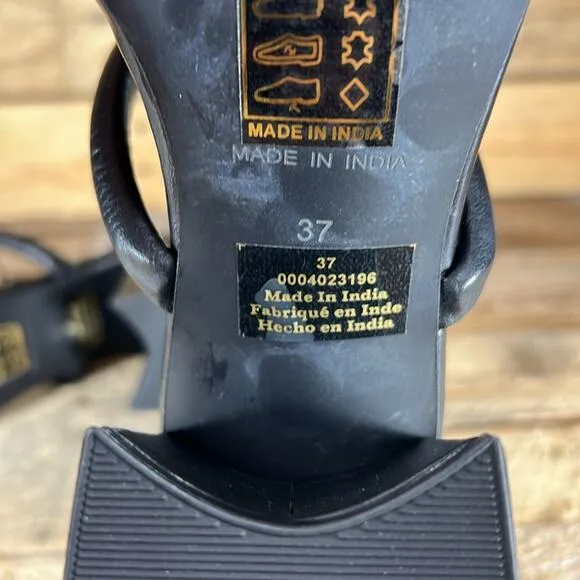 MADE IN INDIA
MADE IN INDIA
37
37
0004023196
Made In India
Fabriqué en Inde
Hecho en India